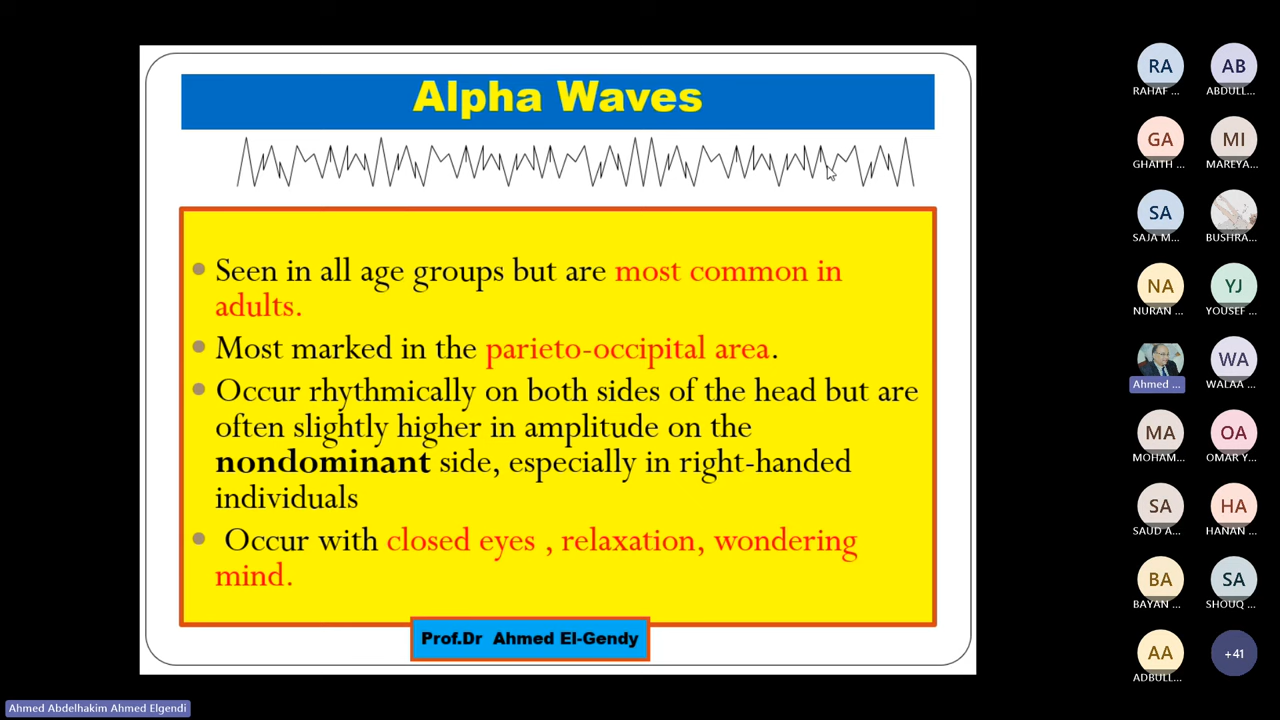 Alpha Waves
Seen in all age groups but are most common in
adults.
Most marked in the parieto-occipital area.
Occur rhythmically on both sides of the head but are
often slightly higher in amplitude on the
nondominant side, especially in right-handed
individuals
Occur with closed eyes , relaxation, wondering
mind.
Prof.Dr Ahmed El-Gendy
RA
RAHAF ...
AB
ABDULL...
GA
GHAITH ...
MI
MAREYA...
SA
SAJA M...
BUSHRA...
NA
NURAN ...
YJ
YOUSEF ...
Ahmed ...
WA
WALAA ...
MA
MOHAM...
OA
OMAR Y...
SA
SAUD A...
HA
HANAN ...
BA
BAYAN ...
SA
SHOUQ ...
AA
ADBULL...
+41
Ahmed Abdelhakim Ahmed Elgendi